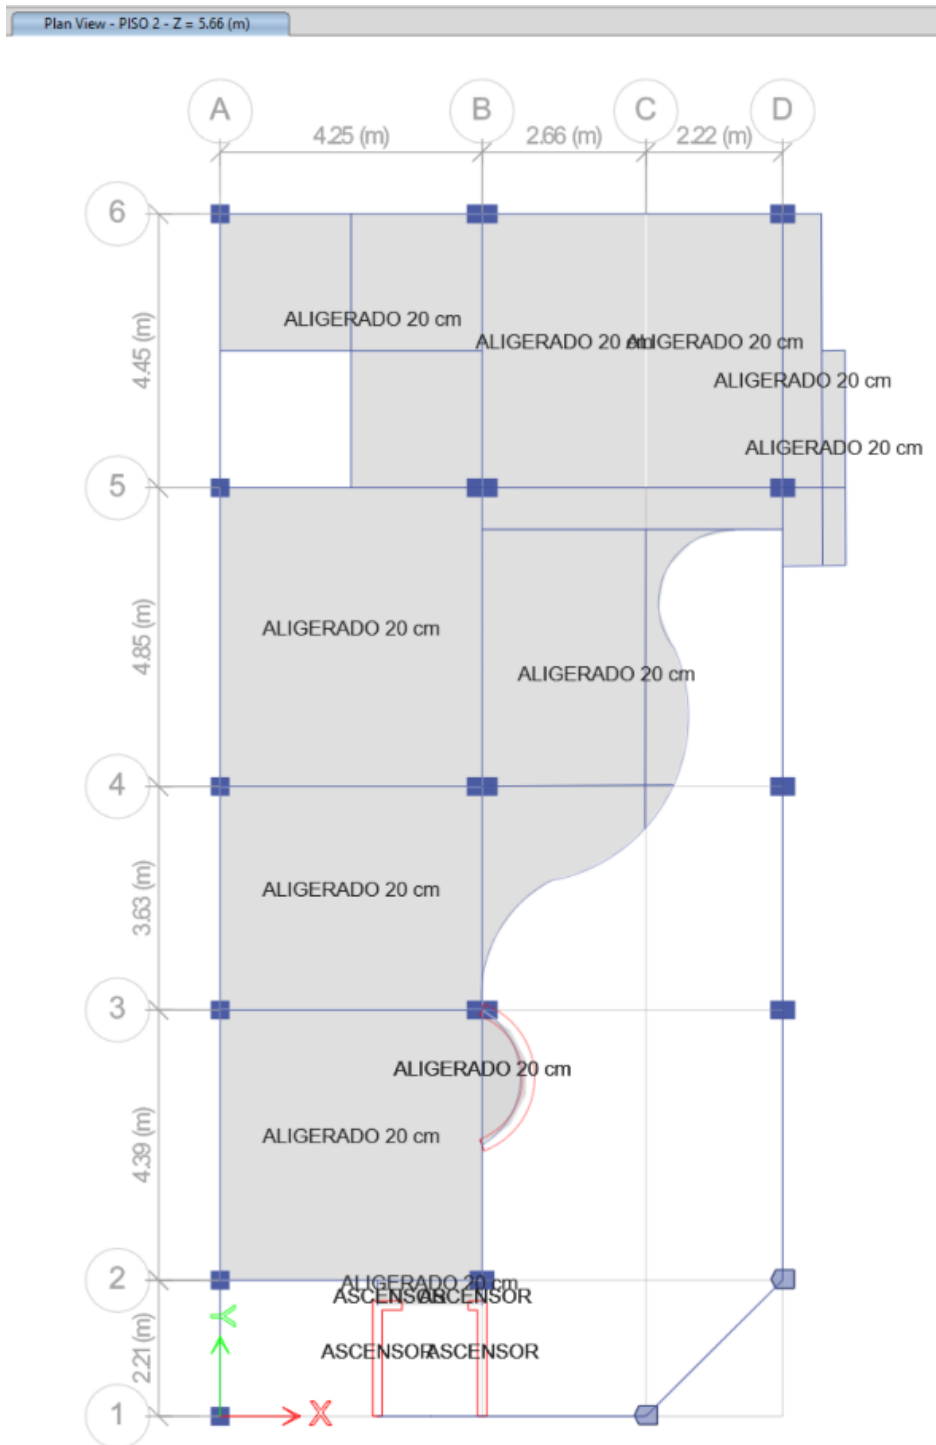 Plan View - PISO 2 - Z = 5.66 (m)
A B C D
4.25 (m) 2.66 (m) 2.22 (m)
6
ALIGERADO 20 cm
ALIGERADO 20 cm ALIGERADO 20 cm
4.45 (m)
ALIGERADO 20 cm
ALIGERADO 20 cm
5
ALIGERADO 20 cm
4.85 (m)
ALIGERADO 20 cm
4
ALIGERADO 20 cm
3.63 (m)
3
ALIGERADO 20 cm
ALIGERADO 20 cm
4.39 (m)
2
ALIGERADO 20 cm
ASCENSOR ASCENSOR
Y
2.21 (m)
ASCENSOR ASCENSOR
1
X